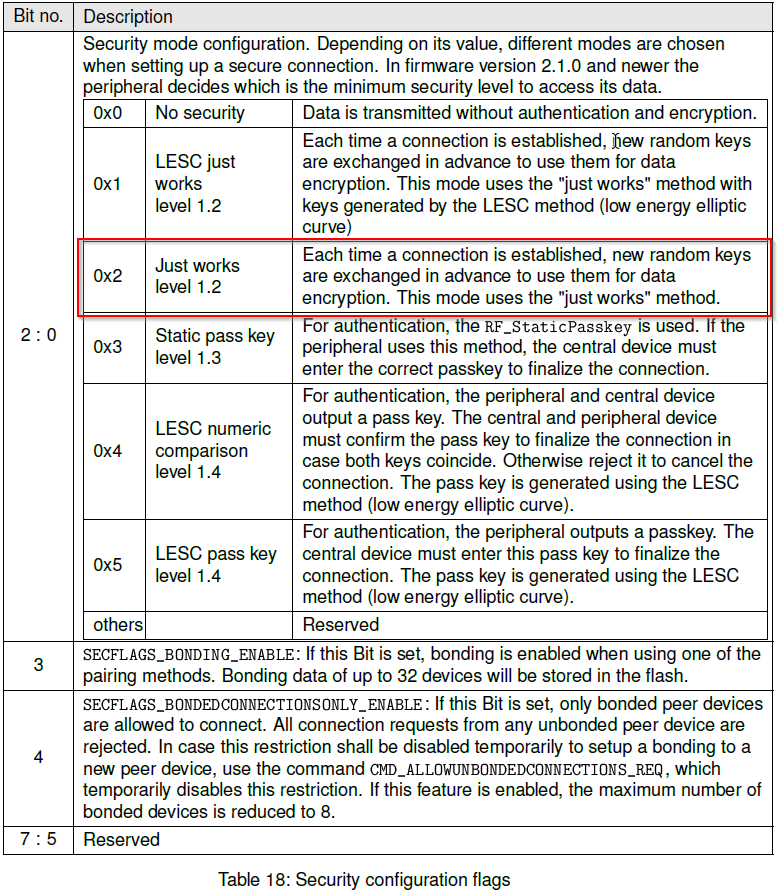 Bit no. Description
Security mode configuration. Depending on its value, different modes are chosen
when setting up a secure connection. In firmware version 2.1.0 and newer the
peripheral decides which is the minimum security level to access its data.
0x0 No security Data is transmitted without authentication and encryption.
0x1
LESC just
works
level 1.2
Each time a connection is established, new random keys
are exchanged in advance to use them for data
encryption. This mode uses the "just works" method with
keys generated by the LESC method (low energy elliptic
curve)
0x2
Just works
level 1.2
Each time a connection is established, new random keys
are exchanged in advance to use them for data
encryption. This mode uses the "just works" method.
2 : 0
0x3
Static pass key
level 1.3
For authentication, the RF_StaticPasskey is used. If the
peripheral uses this method, the central device must
enter the correct passkey to finalize the connection.
0x4
LESC numeric
comparison
level 1.4
For authentication, the peripheral and central device
output a pass key. The central and peripheral device
must confirm the pass key to finalize the connection in
case both keys coincide. Otherwise reject it to cancel the
connection. The pass key is generated using the LESC
method (low energy elliptic curve).
0x5
LESC pass key
level 1.4
For authentication, the peripheral outputs a passkey. The
central device must enter this pass key to finalize the
connection. The pass key is generated using the LESC
method (low energy elliptic curve).
others Reserved
3
SECFLAGS_BONDING_ENABLE: If this Bit is set, bonding is enabled when using one of the
pairing methods. Bonding data of up to 32 devices will be stored in the flash.
4
SECFLAGS_BONDEDCONNECTIONSONLY_ENABLE: If this Bit is set, only bonded peer devices
are allowed to connect. All connection requests from any unbonded peer device are
rejected. In case this restriction shall be disabled temporarily to setup a bonding to a
new peer device, use the command CMD_ALLOWUNBONDEDCONNECTIONS_REQ, which
temporarily disables this restriction. If this feature is enabled, the maximum number of
bonded devices is reduced to 8.
7 : 5 Reserved
Table 18: Security configuration flags